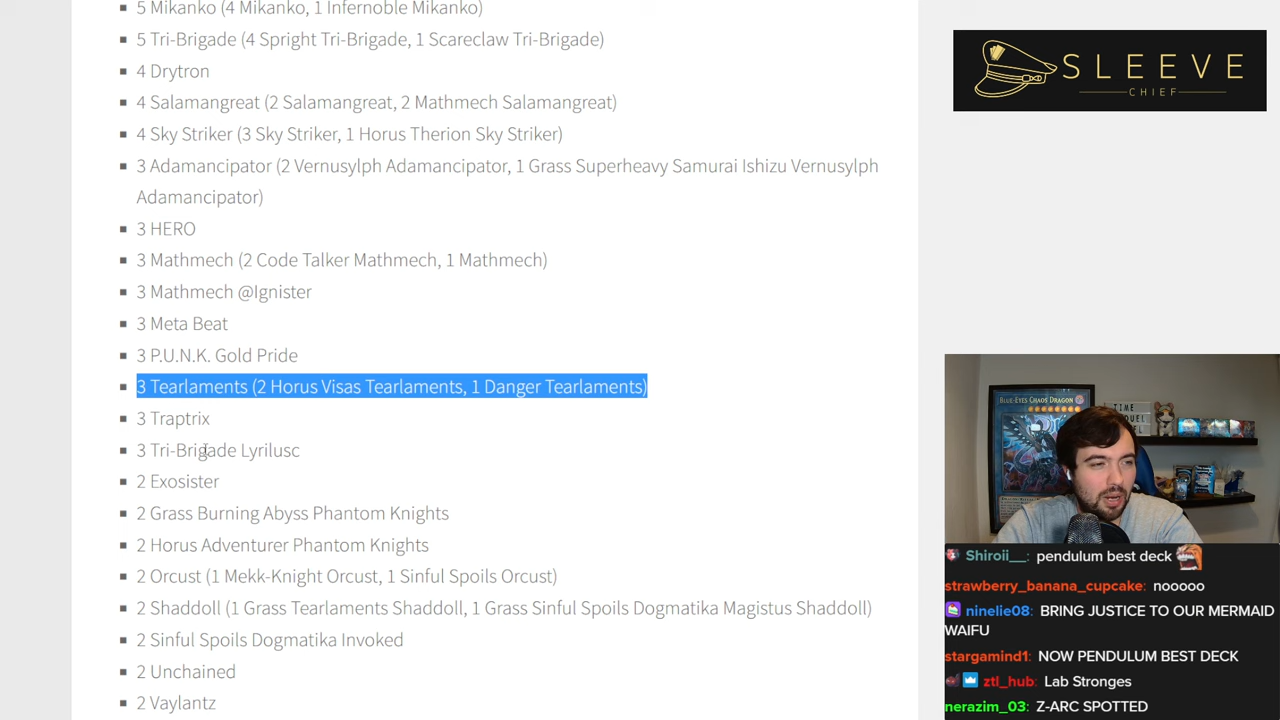 5 Mikanko (4 Mikanko, 1 Infernoble Mikanko)
5 Tri-Brigade (4 Spright Tri-Brigade, 1 Scareclaw Tri-Brigade)
4 Drytron
4 Salamangreat (2 Salamangreat, 2 Mathmech Salamangreat)
4 Sky Striker (3 Sky Striker, 1 Horus Therion Sky Striker)
3 Adamancipator (2 Vernusylph Adamancipator, 1 Grass Superheavy Samurai Ishizu Vernusylph
Adamancipator)
3 HERO
3 Mathmech (2 Code Talker Mathmech, 1 Mathmech)
3 Mathmech @Ignister
3 Meta Beat
3 P.U.N.K. Gold Pride
3 Tearlaments (2 Horus Visas Tearlaments, 1 Danger Tearlaments)
3 Traptrix
3 Tri-Brigade Lyrilusc
2 Exosister
2 Grass Burning Abyss Phantom Knights
2 Horus Adventurer Phantom Knights
2 Orcust (1 Mekk-Knight Orcust, 1 Sinful Spoils Orcust)
2 Shaddoll (1 Grass Tearlaments Shaddoll, 1 Grass Sinful Spoils Dogmatika Magistus Shaddoll)
2 Sinful Spoils Dogmatika Invoked
2 Unchained
2 Vaylantz
SLEEVE
CHIEF
BLUE-EYES CHAOS DRAGON
TIME
Shiroii__: pendulum best deck
strawberry_banana_cupcake: nooooo
ninelie08: BRING JUSTICE TO OUR MERMAID
WAIFU
stargamind1: NOW PENDULUM BEST DECK
ztl_hub: Lab Stronges
nerazim_03: Z-ARC SPOTTED